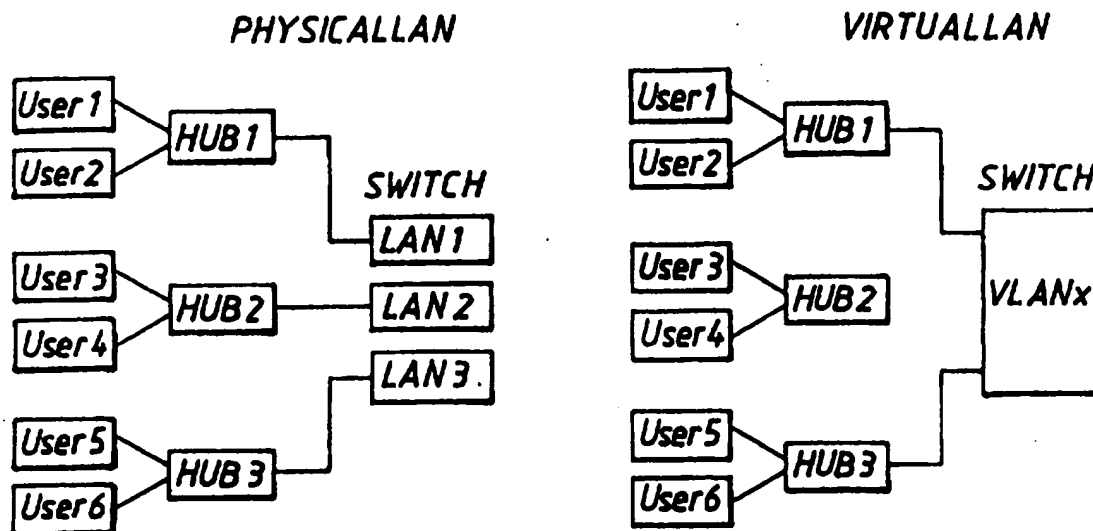 PHYSICALLAN
User1
User2
HUB1
SWITCH
LAN1
User3
User4
HUB2
LAN2
LAN3.
User5
User6
HUB3
VIRTUALLAN
User1
User2
HUB1
SWITCH
User3
User4
HUB2
VLANx
User5
User6
HUB3